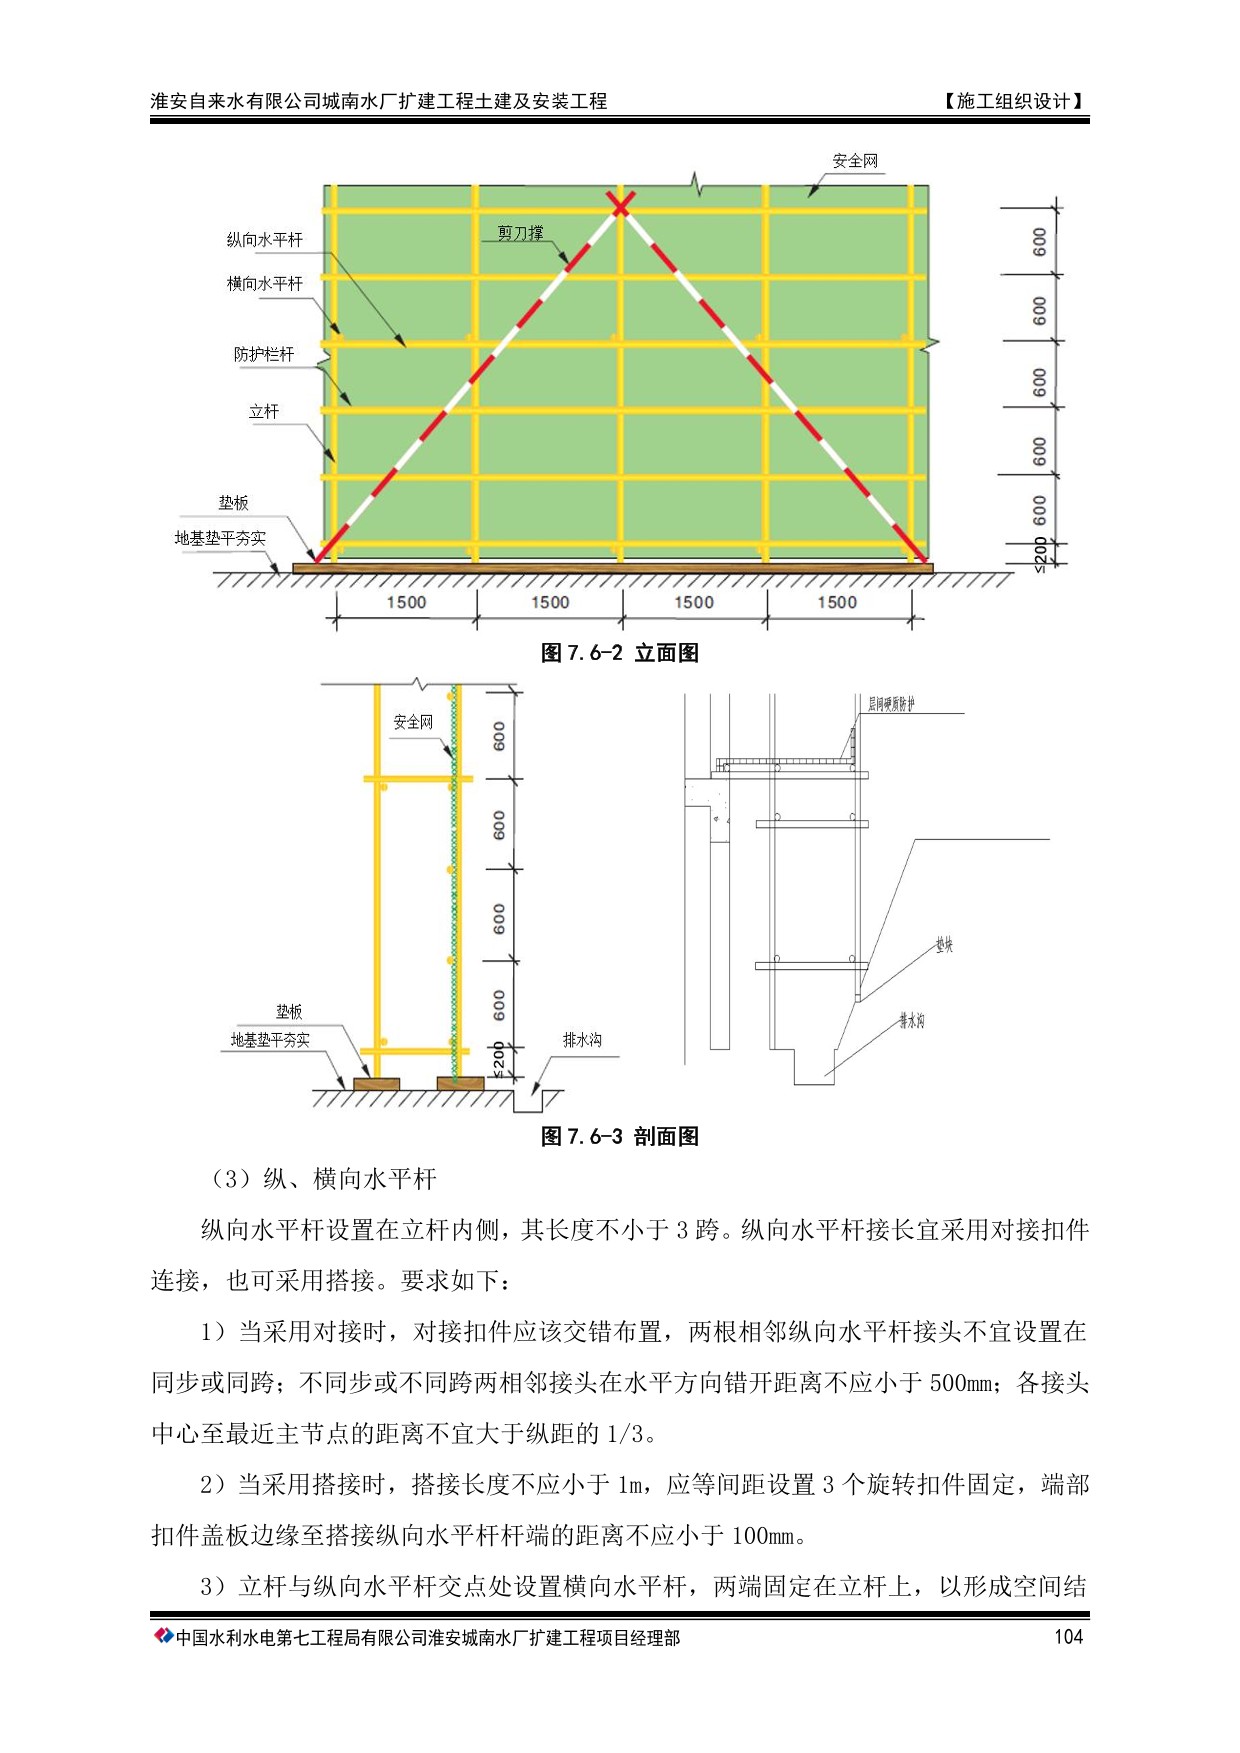 淮安自来水有限公司城南水厂扩建工程土建及安装工程 【施工组织设计】
安全网
剪刀撑
纵向水平杆
横向水平杆
防护栏杆
立杆
垫板
地基垫平夯实
600
600
600
600
600
≤200
1500 1500 1500 1500
图 7.6-2 立面图
安全网
600
600
600
600
≤200
垫板
地基垫平夯实
排水沟
层间硬质防护
垫块
排水沟
图 7.6-3 剖面图
（3）纵、横向水平杆
纵向水平杆设置在立杆内侧，其长度不小于 3 跨。纵向水平杆接长宜采用对接扣件
连接，也可采用搭接。要求如下：
1）当采用对接时，对接扣件应该交错布置，两根相邻纵向水平杆接头不宜设置在
同步或同跨；不同步或不同跨两相邻接头在水平方向错开距离不应小于 500mm；各接头
中心至最近主节点的距离不宜大于纵距的 1/3。
2）当采用搭接时，搭接长度不应小于 1m，应等间距设置 3 个旋转扣件固定，端部
扣件盖板边缘至搭接纵向水平杆杆端的距离不应小于 100mm。
3）立杆与纵向水平杆交点处设置横向水平杆，两端固定在立杆上，以形成空间结
中国水利水电第七工程局有限公司淮安城南水厂扩建工程项目经理部 104